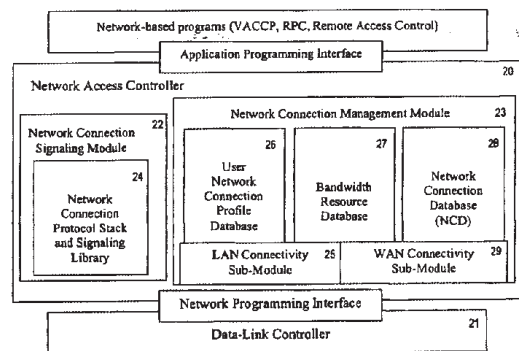 Network-based programs (VACCP, RPC, Remote Access Control)
Application Programming Interface
20
Network Access Controller
22
Network Connection
Signaling Module
24
Network
Connection
Protocol Stack
and Signaling
Library
Network Connection Management Module
23
26
User
Network
Connection
Profile
Database
27
Bandwidth
Resource
Database
28
Network
Connection
Database
(NCD)
LAN Connectivity
Sub-Module
25
WAN Connectivity
Sub-Module
29
Network Programming Interface
21
Data-Link Controller